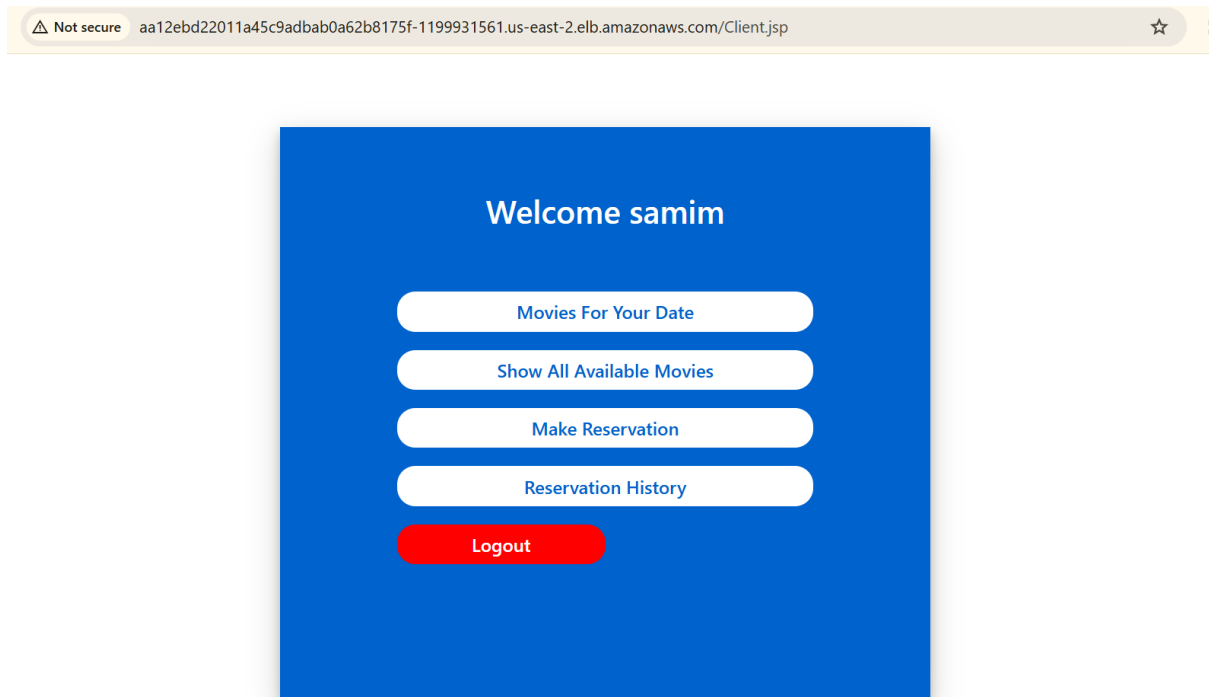 Not secure aa12ebd22011a45c9adbab0a62b8175f-1199931561.us-east-2.elb.amazonaws.com/Client.jsp
Welcome samim
Movies For Your Date
Show All Available Movies
Make Reservation
Reservation History
Logout